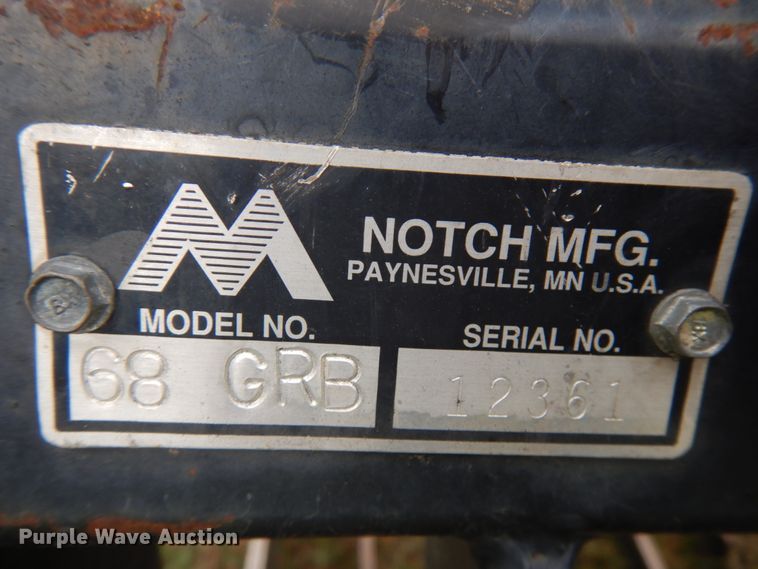 NOTCH MFG.
PAYNESVILLE, MN U.S.A.
MODEL NO.
SERIAL NO.
68 GRB
12361
Purple Wave Auction®